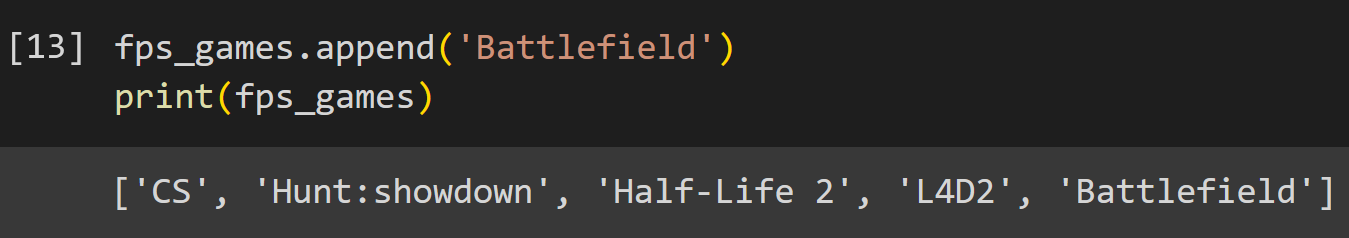 [13] fps_games.append('Battlefield')
print(fps_games)
['CS', 'Hunt:showdown', 'Half-Life 2', 'L4D2', 'Battlefield']